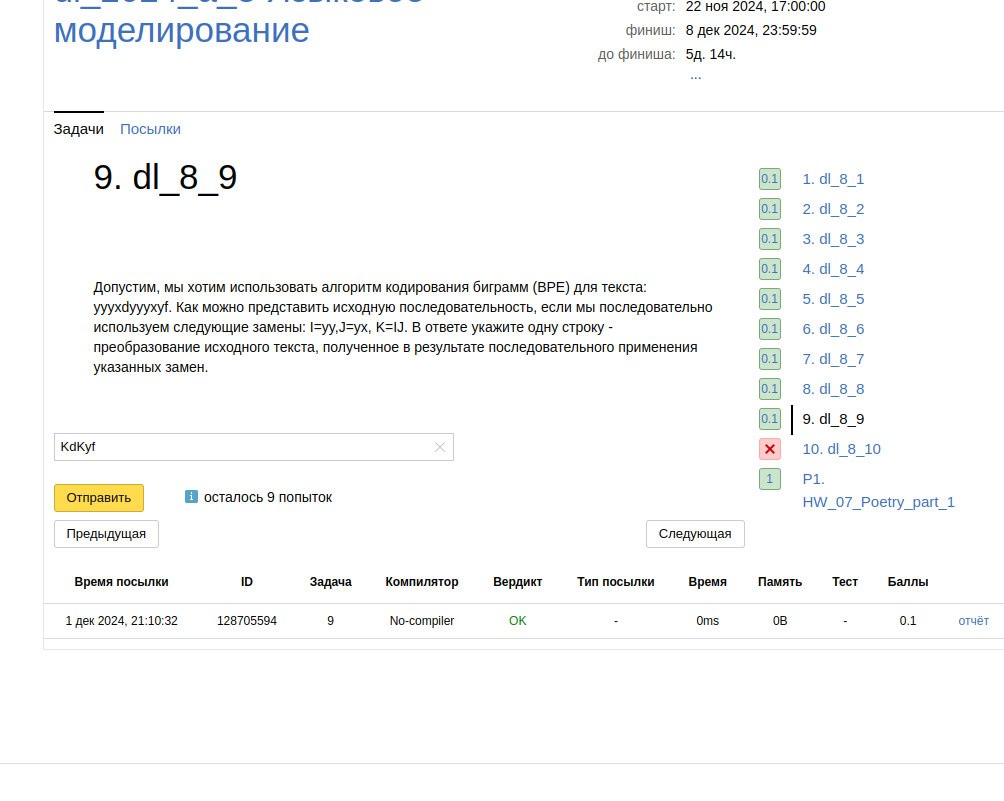 моделирование
старт: 22 ноя 2024, 17:00:00
финиш: 8 дек 2024, 23:59:59
до финиша: 5д. 14ч.
...
Задачи Посылки
9. dl_8_9
Допустим, мы хотим использовать алгоритм кодирования биграмм (BPE) для текста:
yyyxdyyyxyf. Как можно представить исходную последовательность, если мы последовательно
используем следующие замены: I=yy,J=yx, K=IJ. В ответе укажите одну строку -
преобразование исходного текста, полученное в результате последовательного применения
указанных замен.
KdKyf
Отправить осталось 9 попыток
Предыдущая Следующая
0.1 1. dl_8_1
0.1 2. dl_8_2
0.1 3. dl_8_3
0.1 4. dl_8_4
0.1 5. dl_8_5
0.1 6. dl_8_6
0.1 7. dl_8_7
0.1 8. dl_8_8
0.1 9. dl_8_9
10. dl_8_10
1 P1.
HW_07_Poetry_part_1
Время посылки ID Задача Компилятор Вердикт Тип посылки Время Память Тест Баллы
1 дек 2024, 21:10:32 128705594 9 No-compiler OK - 0ms 0B - 0.1 отчёт